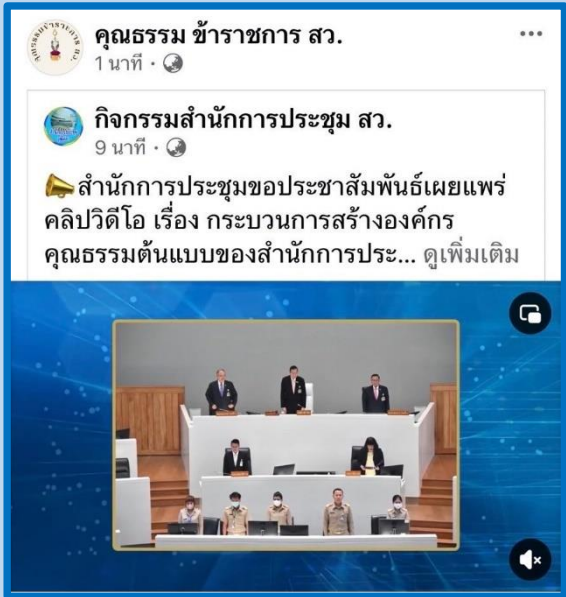 คุณธรรม ข้าราชการ สว.
1 นาที ·
กิจกรรมสำนักการประชุม สว.
9 นาที ·
สำนักการประชุมขอประชาสัมพันธ์เผยแพร่
คลิปวิดีโอ เรื่อง กระบวนการสร้างองค์กร
คุณธรรมต้นแบบของสำนักการประ... ดูเพิ่มเติม